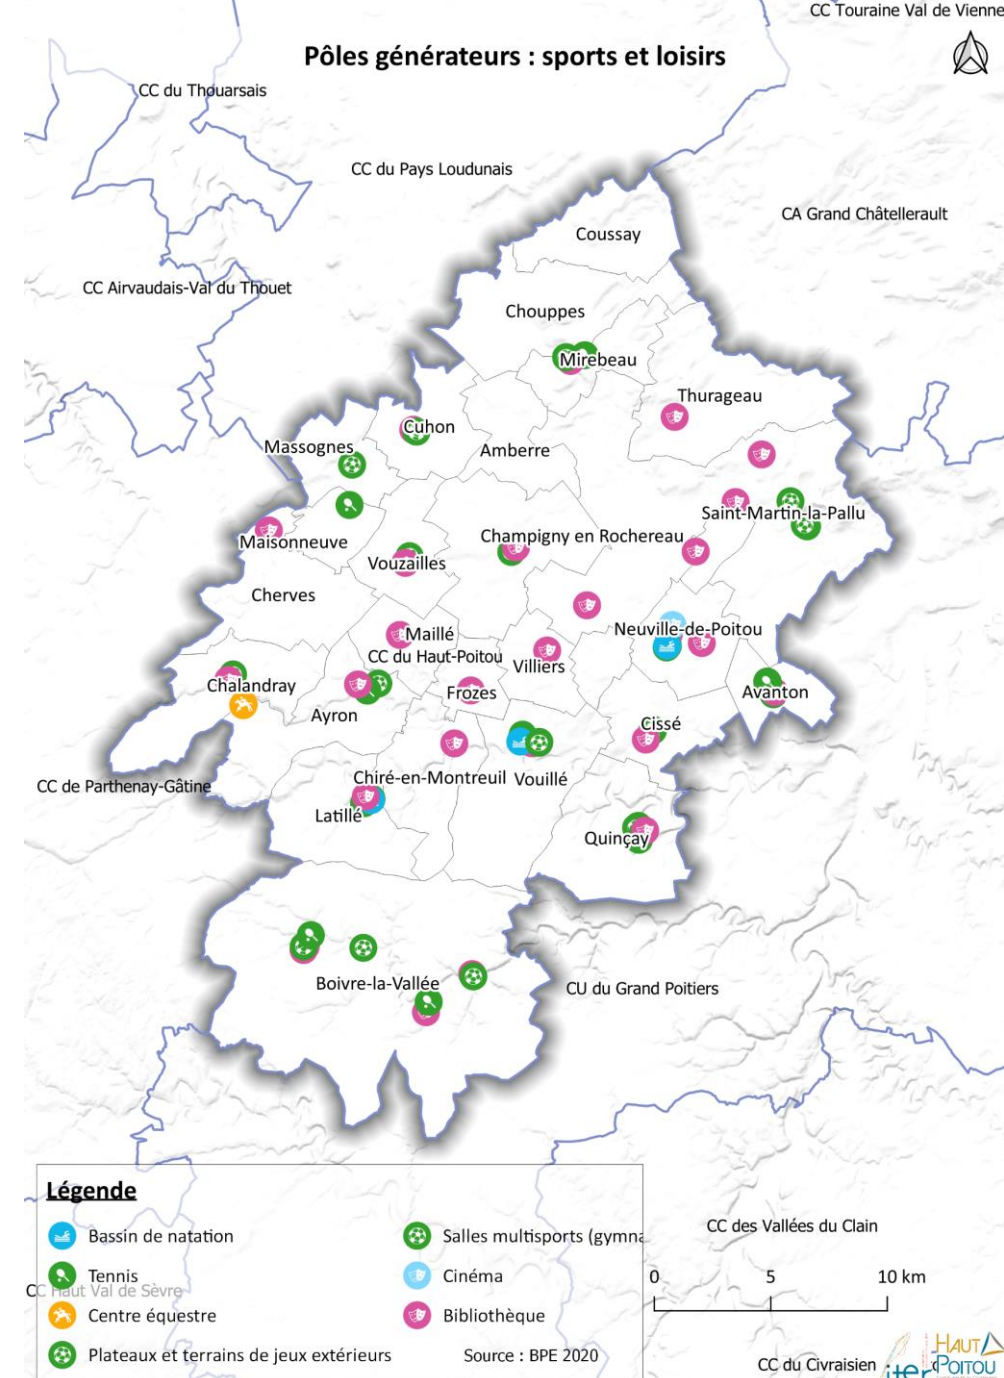 CC Touraine Val de Vienne
Pôles générateurs : sports et loisirs
CC du Thouarsais
CC du Pays Loudunais
CA Grand Châtellerault
Coussay
CC Airvaudais-Val du Thouet
Chouppes
Mirebeau
Thurageau
Cuhon
Massognes
Amberre
Saint-Martin-la-Pallu
Champigny en Rochereau
Maisonneuve
Vouzailles
Cherves
Neuville-de-Poitou
Maillé
CC du Haut-Poitou
Villiers
Chalandray
Frozes
Avanton
Ayron
Cissé
Chiré-en-Montreuil
Vouillé
CC de Parthenay-Gâtine
Latillé
Quinçay
Boivre-la-Vallée
CU du Grand Poitiers
Légende
Bassin de natation
Tennis
Centre équestre
Plateaux et terrains de jeux extérieurs
Salles multisports (gymna
Cinéma
Bibliothèque
Source : BPE 2020
CC Haut Val de Sèvre
CC des Vallées du Clain
0 5 10 km
CC du Civraisien
iter
HAUT
POITOU